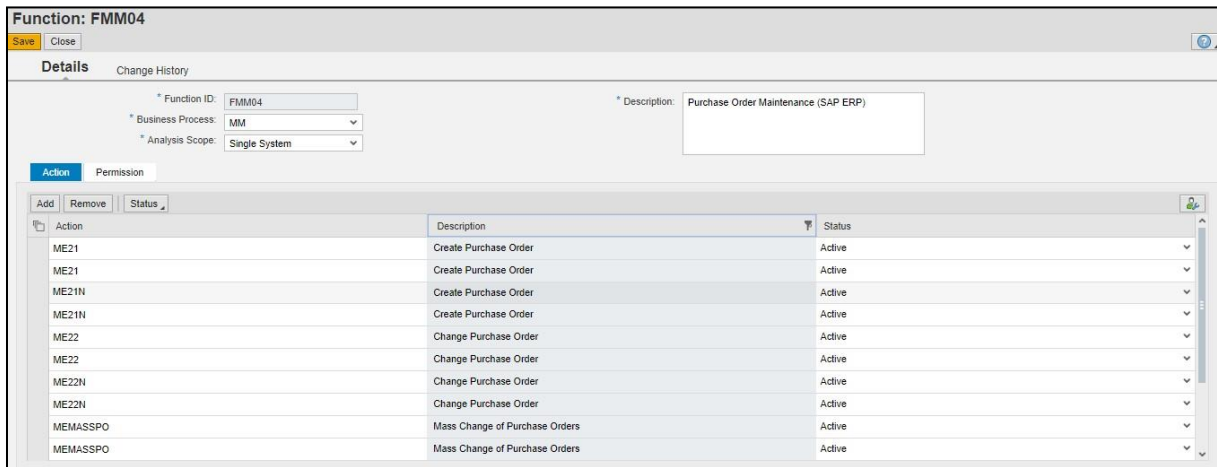 Function: FMM04
Save Close
Details Change History
* Function ID: FMM04 * Description: Purchase Order Maintenance (SAP ERP)
* Business Process: MM
* Analysis Scope: Single System
Action Permission
Add Remove Status
Action Description Status
ME21 Create Purchase Order Active
ME21 Create Purchase Order Active
ME21N Create Purchase Order Active
ME21N Create Purchase Order Active
ME22 Change Purchase Order Active
ME22 Change Purchase Order Active
ME22N Change Purchase Order Active
ME22N Change Purchase Order Active
MEMASSPO Mass Change of Purchase Orders Active
MEMASSPO Mass Change of Purchase Orders Active